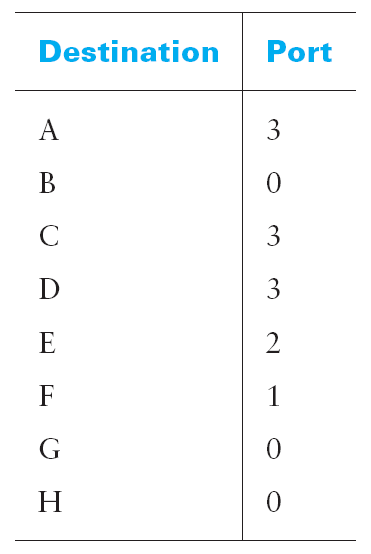 Destination Port
A 3
B 0
C 3
D 3
E 2
F 1
G 0
H 0